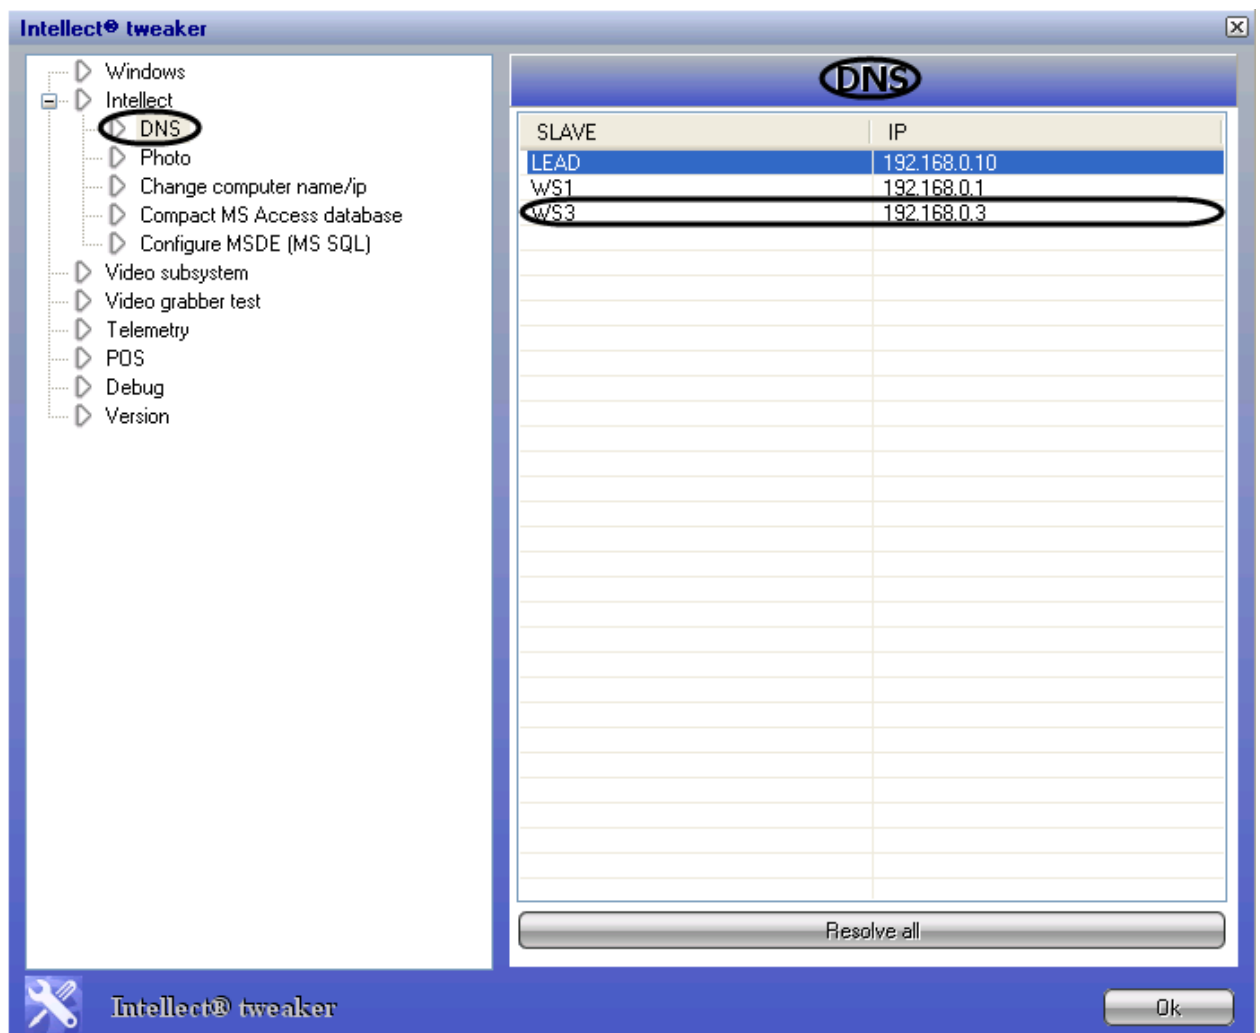 Intellect® tweaker
Windows
Intellect
DNS
Photo
Change computer name/ip
Compact MS Access database
Configure MSDE (MS SQL)
Video subsystem
Video grabber test
Telemetry
POS
Debug
Version
DNS
SLAVE IP
LEAD 192.168.0.10
WS1 192.168.0.1
WS3 192.168.0.3
Resolve all
Intellect® tweaker
Ok